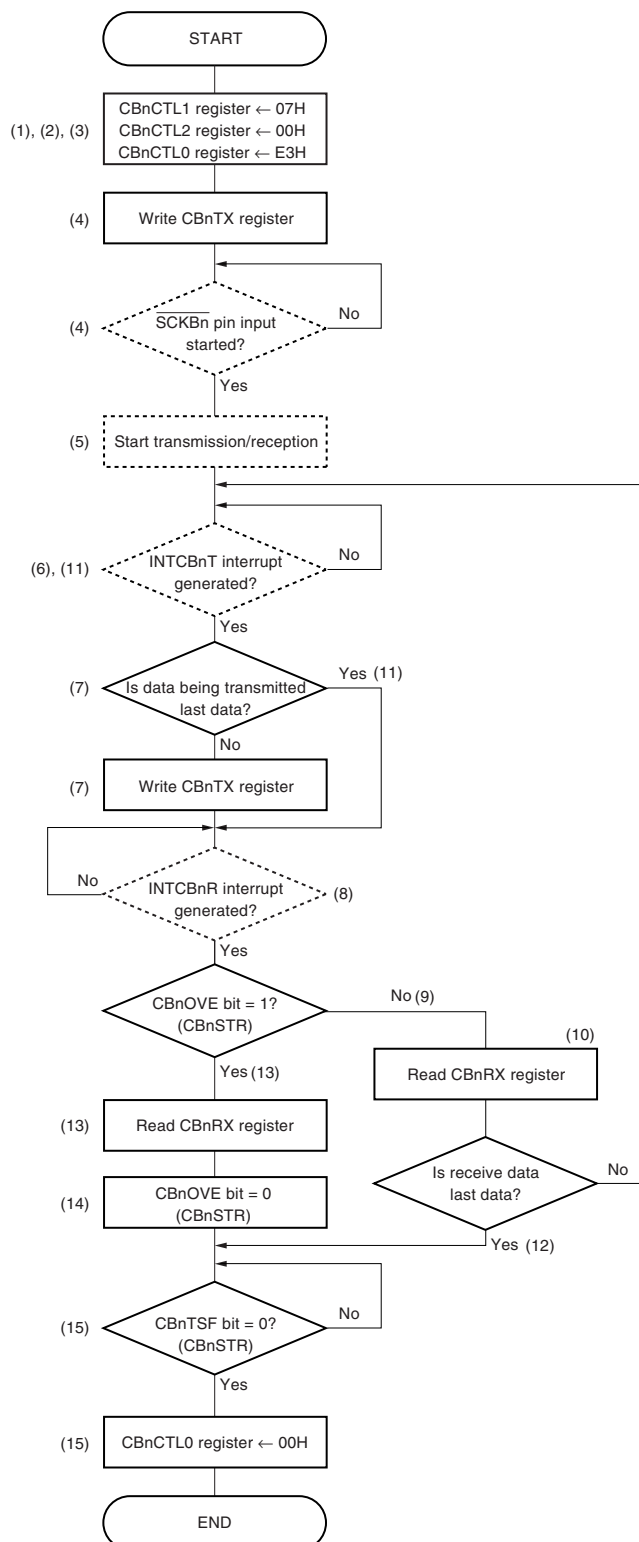 START
(1), (2), (3)
CBnCTL1 register ← 07H
CBnCTL2 register ← 00H
CBnCTL0 register ← E3H
(4)
Write CBnTX register
(4)
SCKBn pin input
started?
No
Yes
(5)
Start transmission/reception
(6), (11)
INTCBnT interrupt
generated?
No
Yes
(7)
Is data being transmitted
last data?
Yes (11)
No
(7)
Write CBnTX register
No
INTCBnR interrupt
generated?
(8)
Yes
CBnOVE bit = 1?
(CBnSTR)
No (9)
Yes (13)
(10)
Read CBnRX register
(13)
Read CBnRX register
Is receive data
last data?
No
Yes (12)
(14)
CBnOVE bit = 0
(CBnSTR)
(15)
CBnTSF bit = 0?
(CBnSTR)
No
Yes
(15)
CBnCTL0 register ← 00H
END